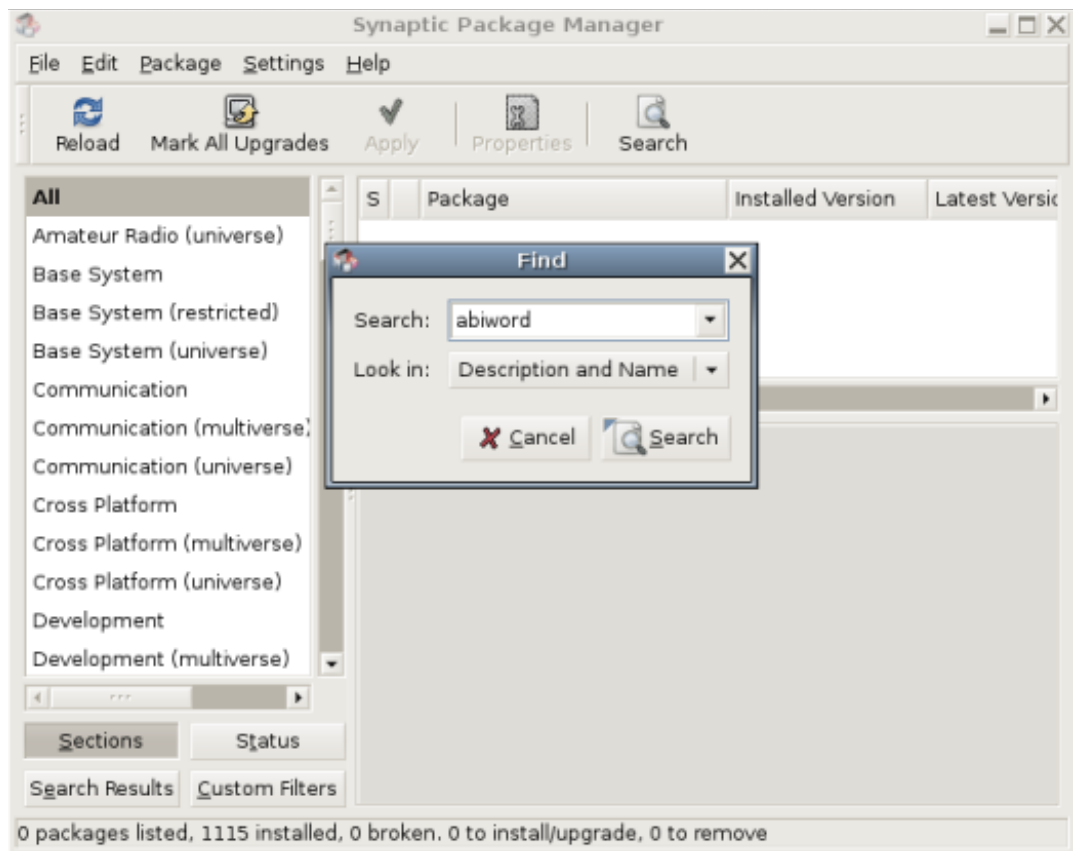 Synaptic Package Manager
File Edit Package Settings Help
Reload Mark All Upgrades Apply Properties Search
All
Amateur Radio (universe)
Base System
Base System (restricted)
Base System (universe)
Communication
Communication (multiverse)
Communication (universe)
Cross Platform
Cross Platform (multiverse)
Cross Platform (universe)
Development
Development (multiverse)
Sections Status
Search Results Custom Filters
S Package Installed Version Latest Versio
Find
Search: abiword
Look in: Description and Name
Cancel Search
0 packages listed, 1115 installed, 0 broken. 0 to install/upgrade, 0 to remove